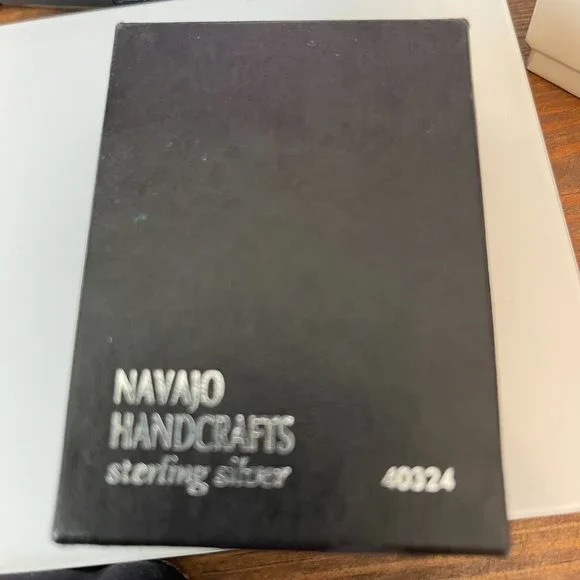 NAVAJO
HANDCRAFTS
sterling silver
40324